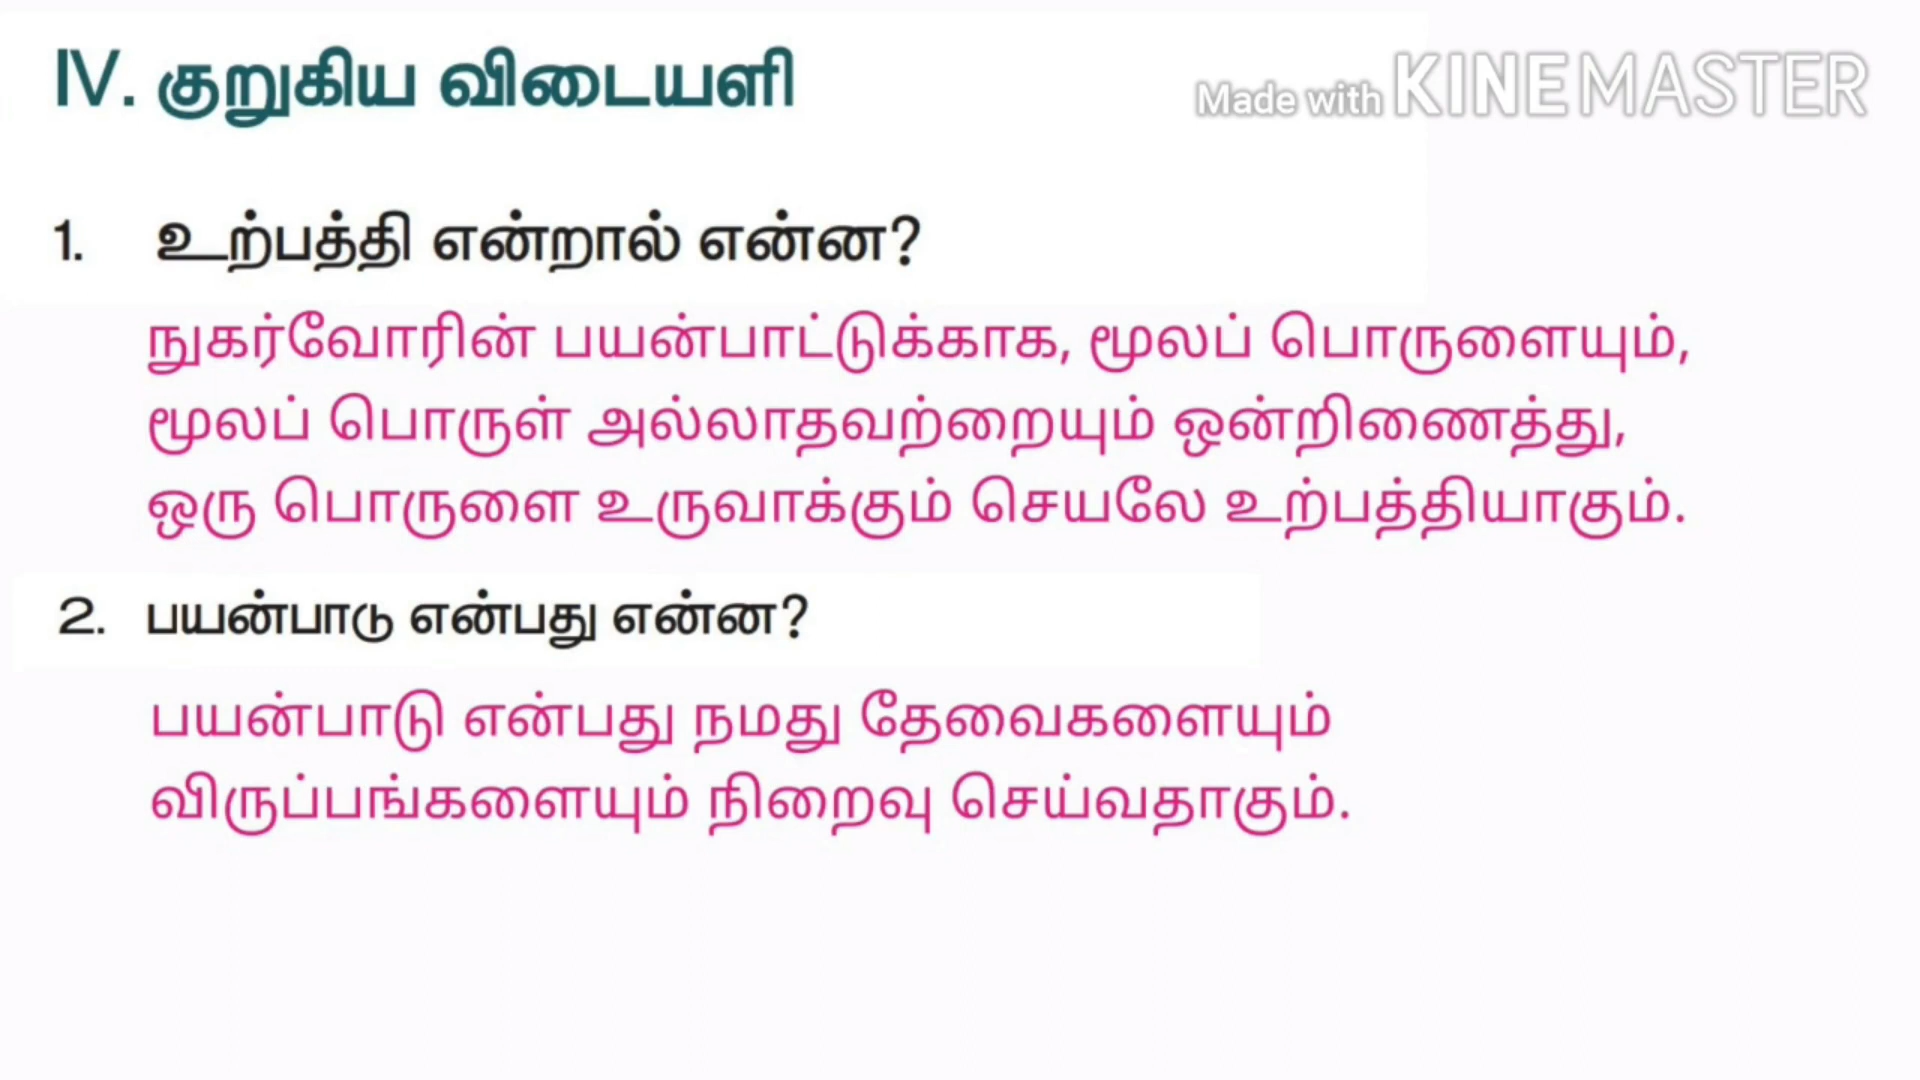 IV. குறுகிய விடையளி
Made with KINEMASTER
1. உற்பத்தி என்றால் என்ன?
நுகர்வோரின் பயன்பாட்டுக்காக, மூலப் பொருளையும்,
மூலப் பொருள் அல்லாதவற்றையும் ஒன்றிணைத்து,
ஒரு பொருளை உருவாக்கும் செயலே உற்பத்தியாகும்.
2. பயன்பாடு என்பது என்ன?
பயன்பாடு என்பது நமது தேவைகளையும்
விருப்பங்களையும் நிறைவு செய்வதாகும்.